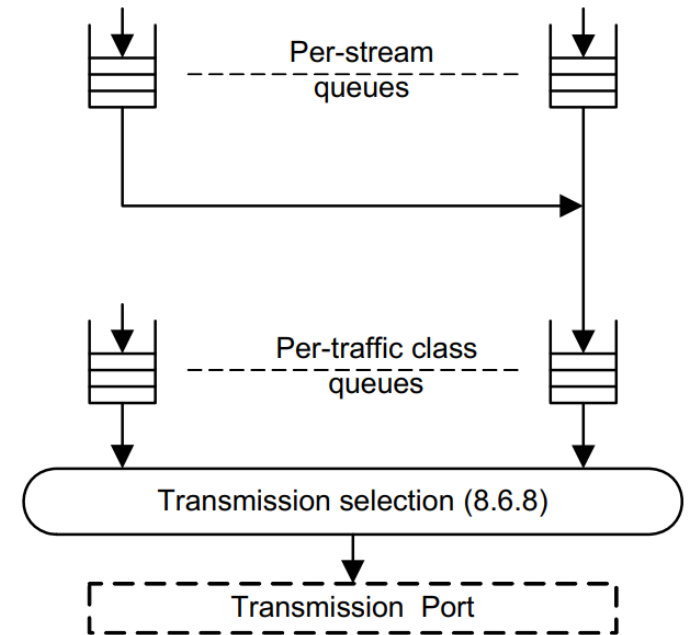 Per-stream
queues
Per-traffic class
queues
Transmission selection (8.6.8)
Transmission Port